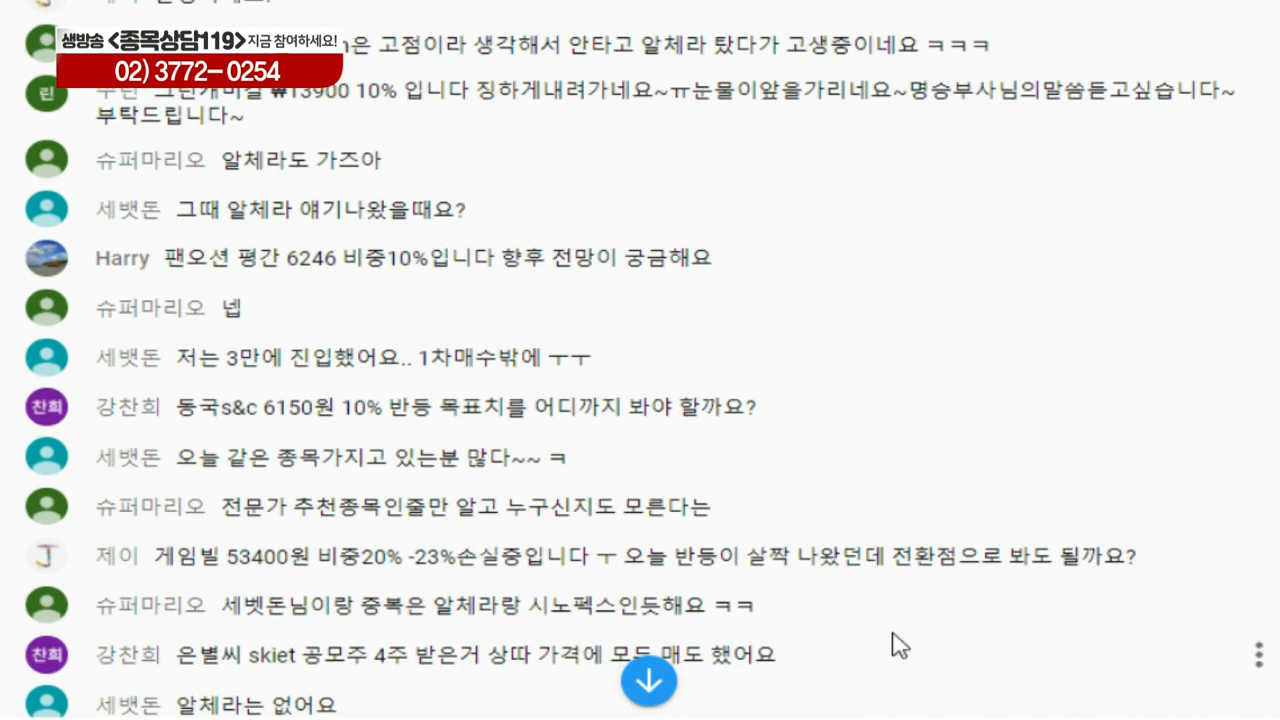 생방송 <종목상담119> 지금 참여하세요!
02) 3772-0254
은 고점이라 생각해서 안타고 알체라 탔다가 고생중이네요 ㅋㅋㅋ
린
₩13900 10% 입니다 징하게내려가네요~ㅠ눈물이앞을가리네요~명승부사님의말씀듣고싶습니다~
부탁드립니다~
슈퍼마리오 알체라도 가즈아
세뱃돈 그때 알체라 얘기나왔을때요?
Harry 팬오션 평간 6246 비중10%입니다 향후 전망이 궁금해요
슈퍼마리오 넵
세뱃돈 저는 3만에 진입했어요.. 1차매수밖에 ㅜㅜ
찬희 강찬희 동국s&c 6150원 10% 반등 목표치를 어디까지 봐야 할까요?
세뱃돈 오늘 같은 종목가지고 있는분 많다~~ ㅋ
슈퍼마리오 전문가 추천종목인줄만 알고 누구신지도 모른다는
제이 게임빌 53400원 비중20% -23%손실중입니다 ㅜ 오늘 반등이 살짝 나왔던데 전환점으로 봐도 될까요?
슈퍼마리오 세벳돈님이랑 중복은 알체라랑 시노펙스인듯해요 ㅋㅋ
찬희 강찬희 은별씨 skiet 공모주 4주 받은거 상따 가격에 모두 매도 했어요
세뱃돈 알체라는 없어요